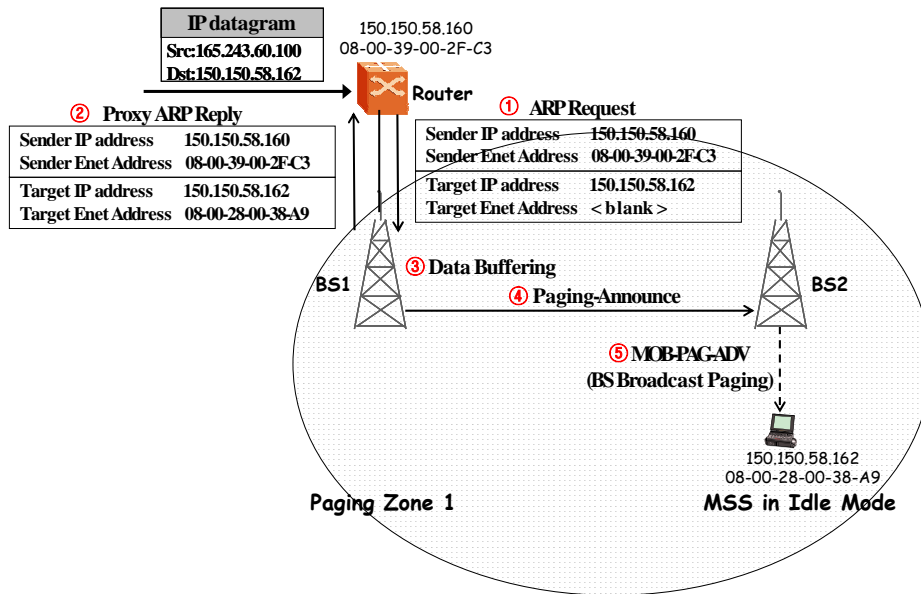 IP datagram
Src:165.243.60.100
Dst:150.150.58.162
150.150.58.160
08-00-39-00-2F-C3
Router
② Proxy ARP Reply
Sender IP address 150.150.58.160
Sender Enet Address 08-00-39-00-2F-C3
Target IP address 150.150.58.162
Target Enet Address 08-00-28-00-38-A9
① ARP Request
Sender IP address 150.150.58.160
Sender Enet Address 08-00-39-00-2F-C3
Target IP address 150.150.58.162
Target Enet Address < blank >
BS1
③ Data Buffering
④ Paging-Announce
BS2
⑤ MOB-PAG-ADV
(BS Broadcast Paging)
150.150.58.162
08-00-28-00-38-A9
Paging Zone 1
MSS in Idle Mode